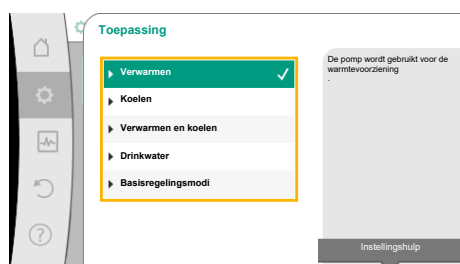 Toepassing
Verwarmen
Koelen
Verwarmen en koelen
Drinkwater
Basisregelingsmodi
De pomp wordt gebruikt voor de
warmtevoorziening
.
Instellingshulp